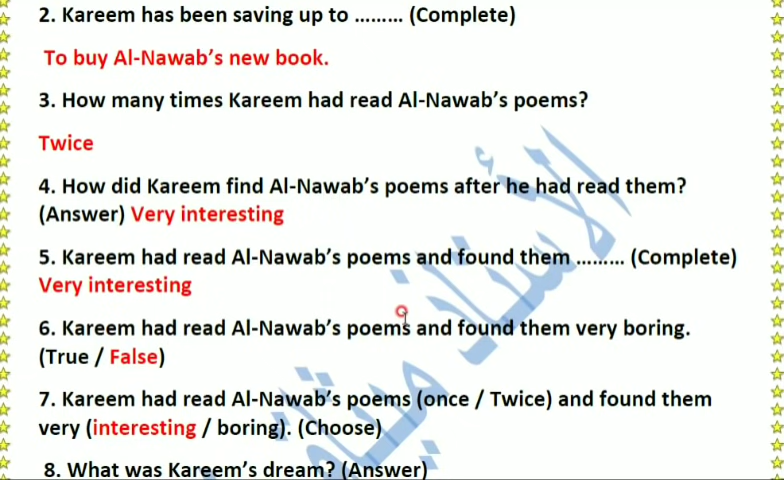 2. Kareem has been saving up to ......... (Complete)
To buy Al-Nawab's new book.
3. How many times Kareem had read Al-Nawab's poems?
Twice
4. How did Kareem find Al-Nawab's poems after he had read them?
(Answer) Very interesting
5. Kareem had read Al-Nawab's poems and found them ......... (Complete)
Very interesting
6. Kareem had read Al-Nawab's poems and found them very boring.
(True / False)
7. Kareem had read Al-Nawab's poems (once / Twice) and found them
very (interesting / boring). (Choose)
8. What was Kareem's dream? (Answer)
الأستاذ